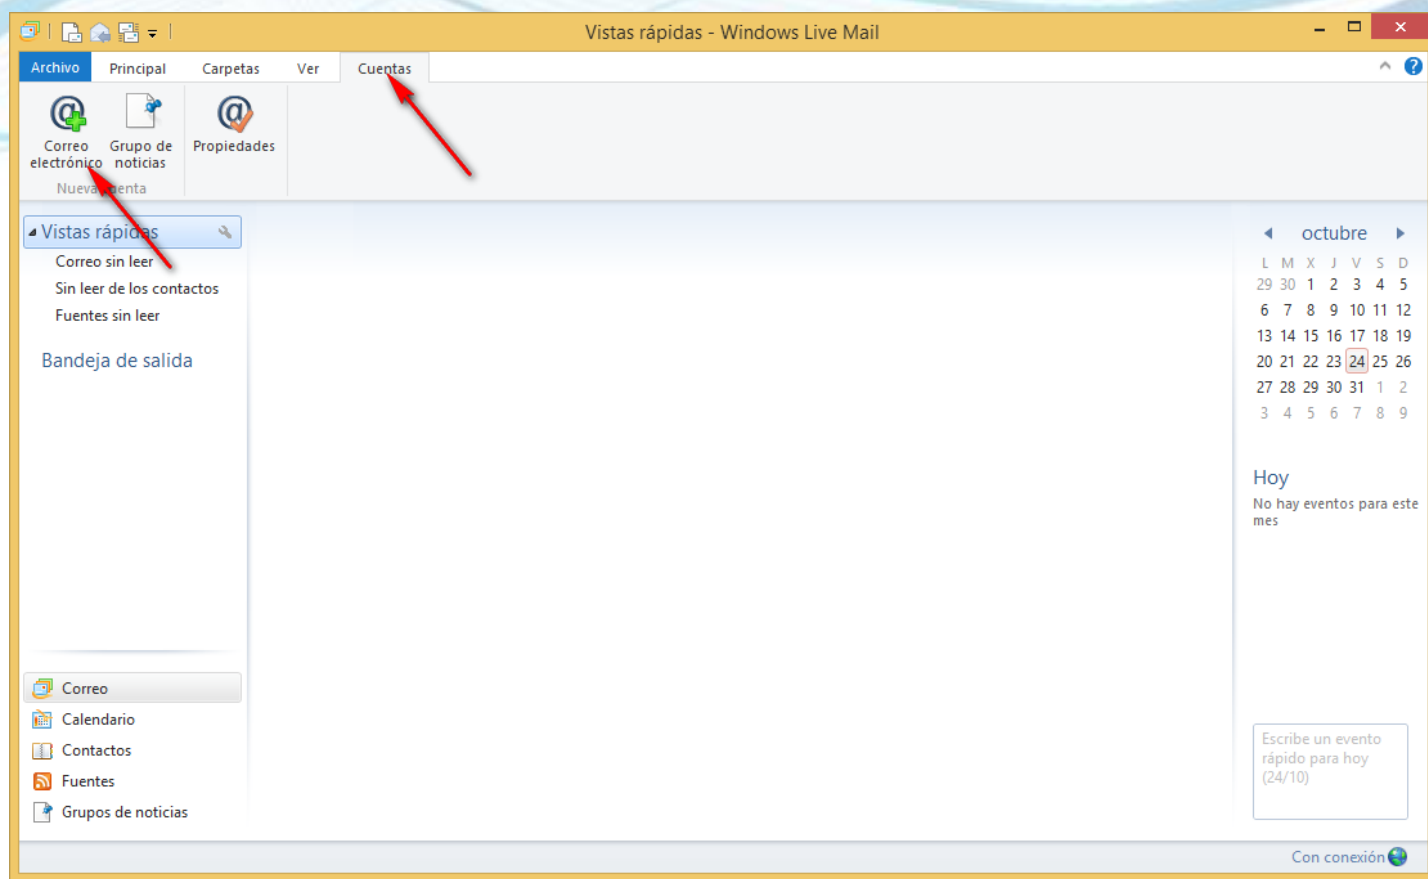 Vistas rápidas - Windows Live Mail
Archivo Principal Carpetas Ver Cuentas
Correo electrónico
Grupo de noticias
Propiedades
Nueva cuenta
Vistas rápidas
Correo sin leer
Sin leer de los contactos
Fuentes sin leer
Bandeja de salida
Correo
Calendario
Contactos
Fuentes
Grupos de noticias
octubre
L M X J V S D
29 30 1 2 3 4 5
6 7 8 9 10 11 12
13 14 15 16 17 18 19
20 21 22 23 24 25 26
27 28 29 30 31 1 2
3 4 5 6 7 8 9
Hoy
No hay eventos para este
mes
Escribe un evento
rápido para hoy
(24/10)
Con conexión